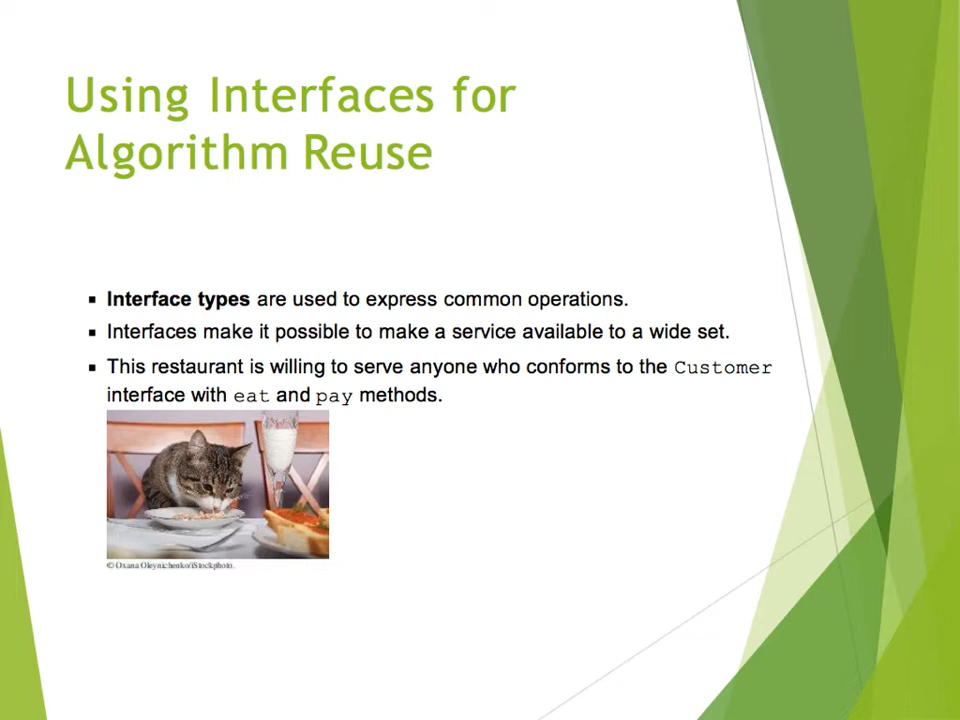 Using Interfaces for
Algorithm Reuse
▪ Interface types are used to express common operations.
▪ Interfaces make it possible to make a service available to a wide set.
▪ This restaurant is willing to serve anyone who conforms to the Customer
interface with eat and pay methods.
© Oxana Oleynichenko/iStockphoto.